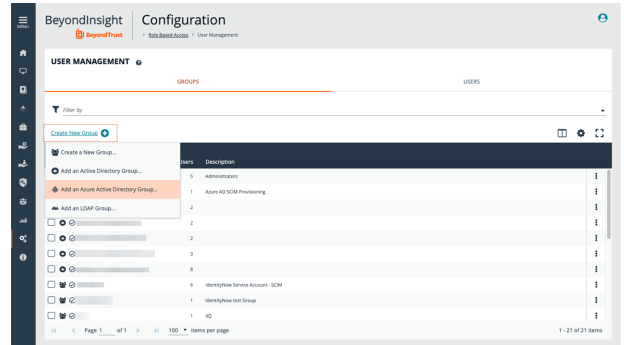 MENU
BeyondInsight
BeyondTrust
Configuration
> Role Based Access > User Management
USER MANAGEMENT
GROUPS
USERS
Filter by
Create New Group
Create a New Group...
Add an Active Directory Group...
Add an Azure Active Directory Group...
Add an LDAP Group...
Users Description
5 Administrators
1 Azure AD SCIM Provisioning
2
2
2
3
6 IdentityNow Service Account - SCIM
1 IdentityNow test Group
1 IIQ
Page 1 of 1 100 items per page 1 - 21 of 21 items